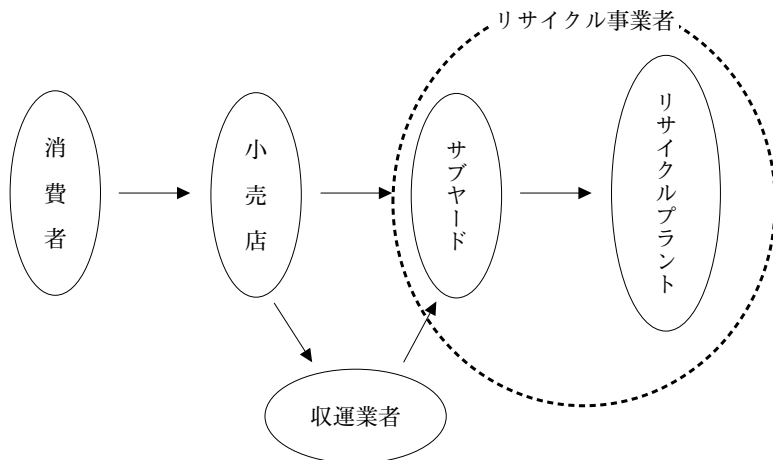 リサイクル事業者
消費者
小売店
サブヤード
リサイクルプラント
収運業者